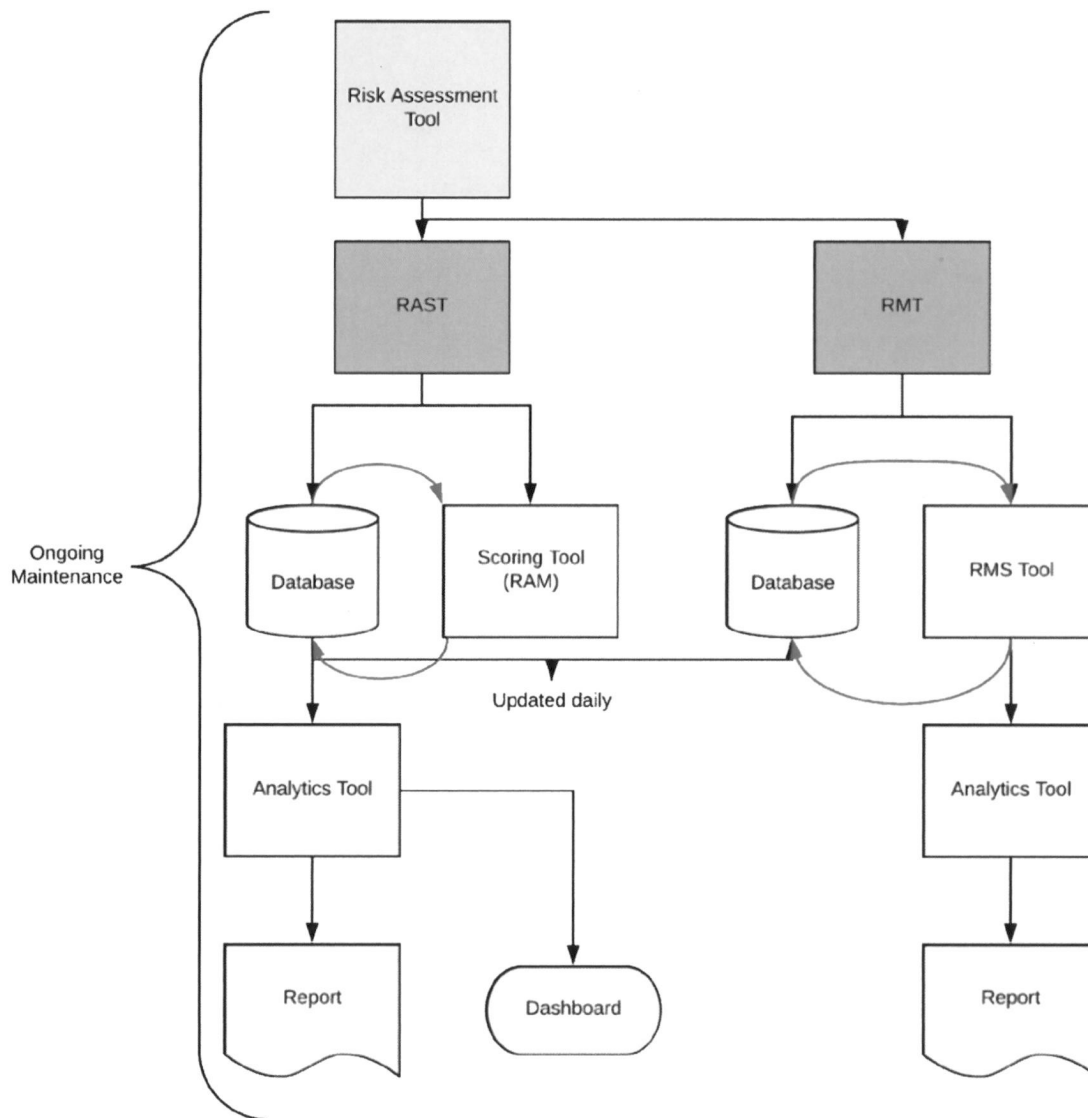 Risk Assessment
Tool
RAST
RMT
Ongoing
Maintenance
Database
Scoring Tool
(RAM)
Database
RMS Tool
Updated daily
Analytics Tool
Analytics Tool
Report
Dashboard
Report